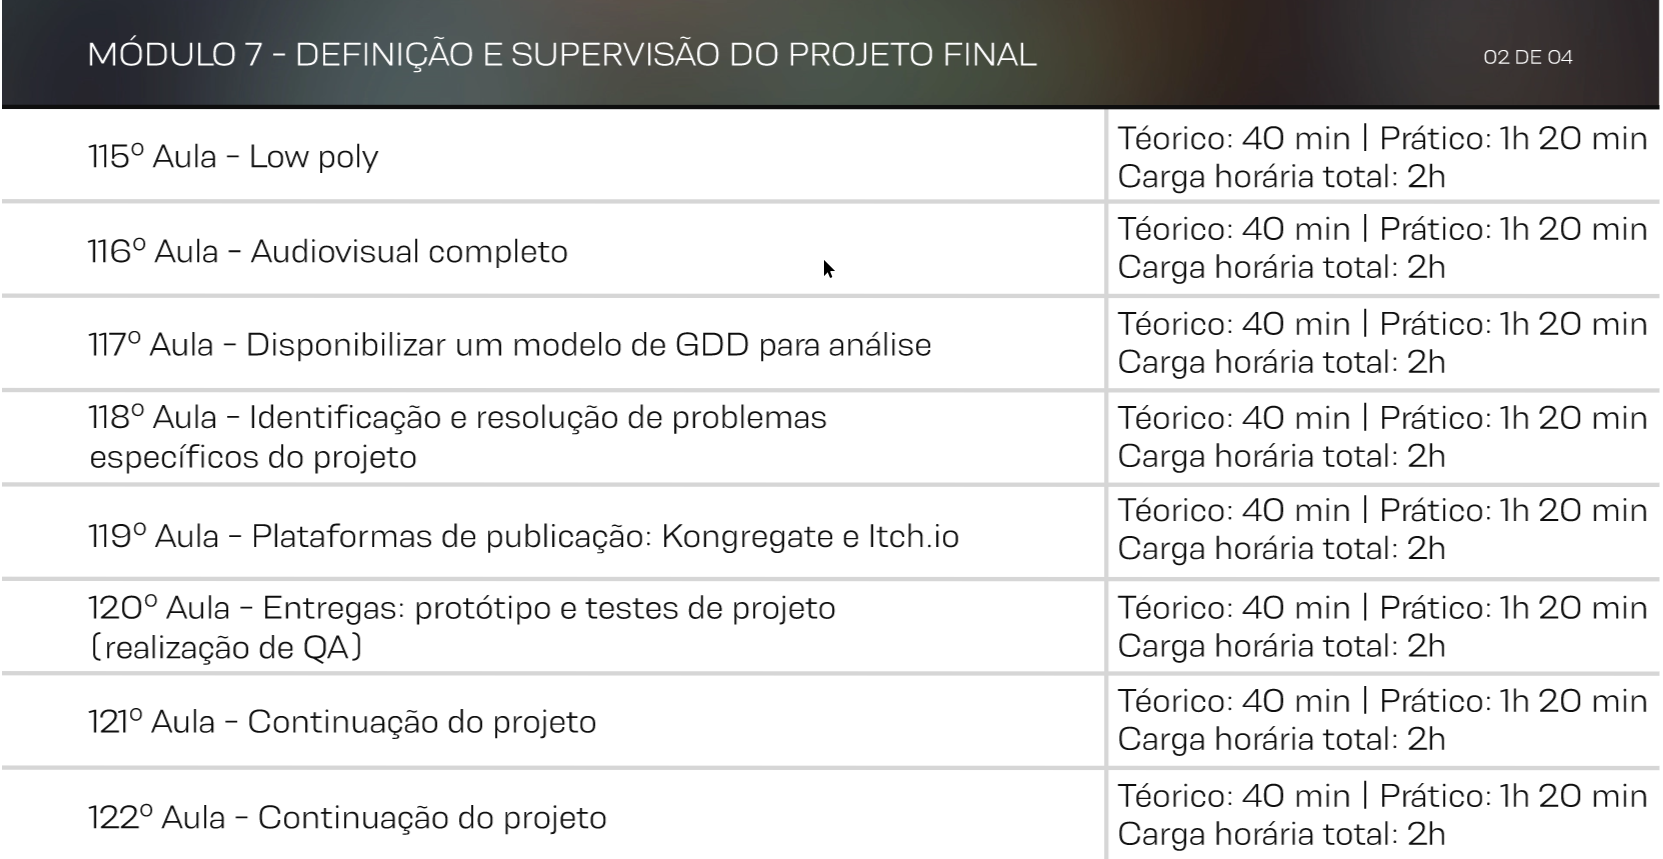 MÓDULO 7 - DEFINIÇÃO E SUPERVISÃO DO PROJETO FINAL
02 DE 04
115º Aula - Low poly
Téorico: 40 min | Prático: 1h 20 min
Carga horária total: 2h
116º Aula - Audiovisual completo
Téorico: 40 min | Prático: 1h 20 min
Carga horária total: 2h
117º Aula - Disponibilizar um modelo de GDD para análise
Téorico: 40 min | Prático: 1h 20 min
Carga horária total: 2h
118º Aula - Identificação e resolução de problemas
específicos do projeto
Téorico: 40 min | Prático: 1h 20 min
Carga horária total: 2h
119º Aula - Plataformas de publicação: Kongregate e Itch.io
Téorico: 40 min | Prático: 1h 20 min
Carga horária total: 2h
120º Aula - Entregas: protótipo e testes de projeto
(realização de QA)
Téorico: 40 min | Prático: 1h 20 min
Carga horária total: 2h
121º Aula - Continuação do projeto
Téorico: 40 min | Prático: 1h 20 min
Carga horária total: 2h
122º Aula - Continuação do projeto
Téorico: 40 min | Prático: 1h 20 min
Carga horária total: 2h